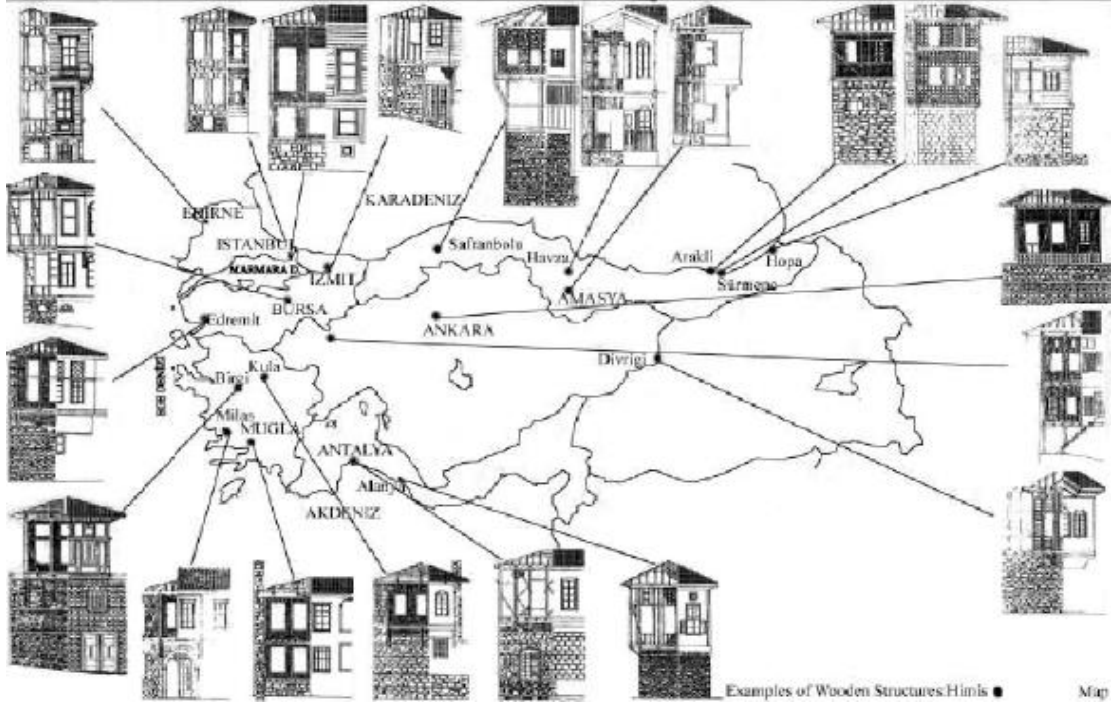 EDIRNE
KARADENIZ
ISTANBUL
Safranbolu
MARMARA D.
IZMIT
Havza
Arakli
Hopa
Sürmene
BURSA
AMASYA
Edremit
ANKARA
Divrigi
Kula
Birgi
Milas
MUGLA
ANTALYA
Alanya
AKDENIZ
Examples of Wooden Structures:Himis
Map